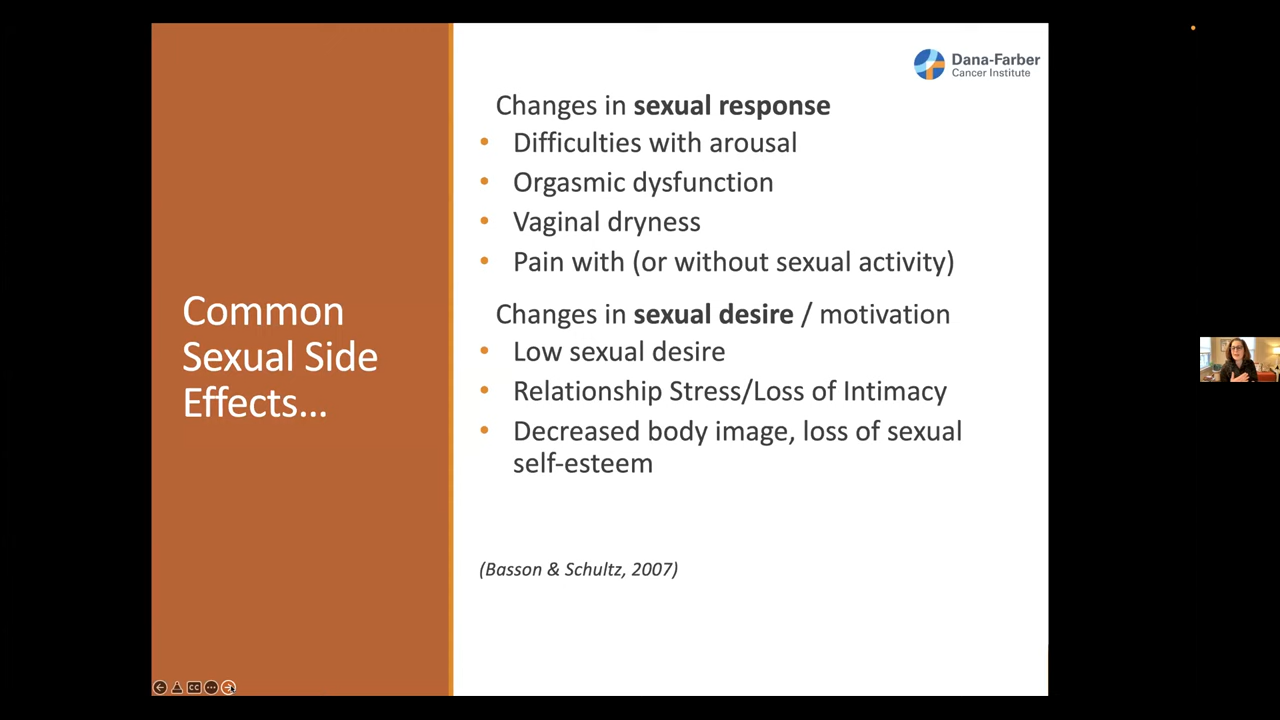 Dana-Farber
Cancer Institute
Common
Sexual Side
Effects...
Changes in sexual response
• Difficulties with arousal
• Orgasmic dysfunction
• Vaginal dryness
• Pain with (or without sexual activity)
Changes in sexual desire / motivation
• Low sexual desire
• Relationship Stress/Loss of Intimacy
• Decreased body image, loss of sexual
self-esteem
(Basson & Schultz, 2007)
CC